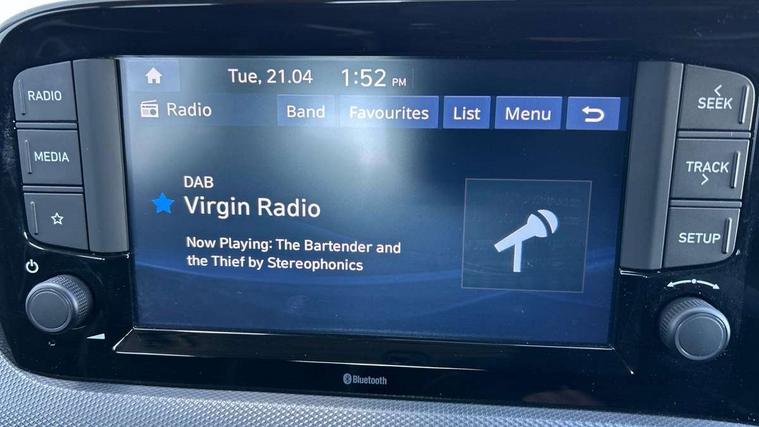 Tue, 21.04 1:52 PM
RADIO
MEDIA
Radio Band Favourites List Menu
DAB
Virgin Radio
Now Playing: The Bartender and
the Thief by Stereophonics
SEEK
TRACK
SETUP
Bluetooth